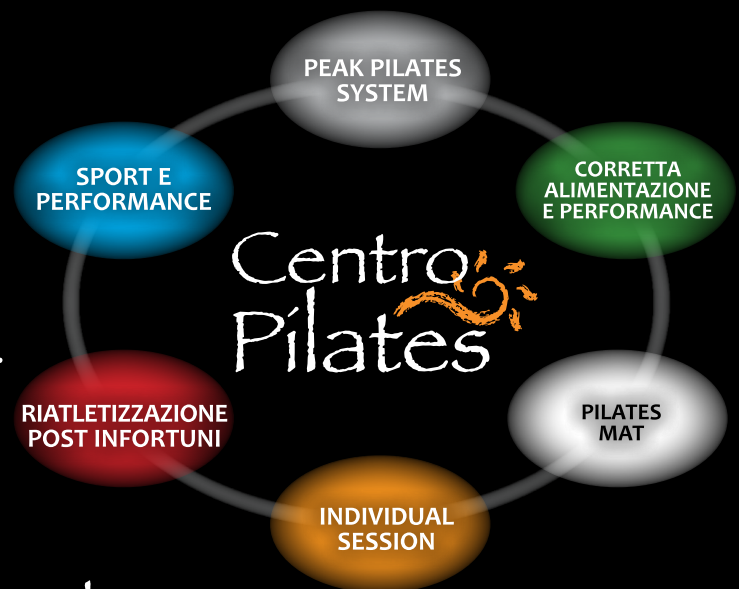 PEAK PILATES
SYSTEM
SPORT E
PERFORMANCE
CORRETTA
ALIMENTAZIONE
E PERFORMANCE
Centro
Pilates
RIATLETIZZAZIONE
POST INFORTUNI
PILATES
MAT
INDIVIDUAL
SESSION